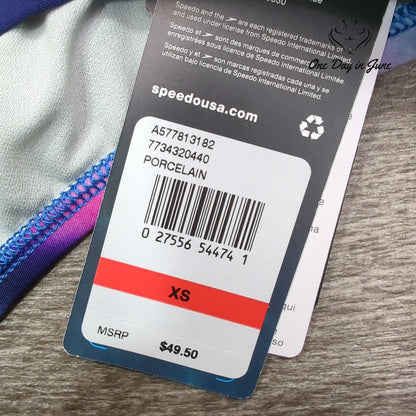 Speedo and the are each registered trademarks of
and used under license from Speedo International Limited.
Speedo et sont des marques de commerce
enregistrées sous licence de Speedo International Limitée.
Speedo y el son marcas registradas cada una y se
utilizan bajo licencia de Speedo International Limited.
One Day in June
speedousa.com
A577813182
7734320440
PORCELAIN
0 27556 54474 1
XS
MSRP
$49.50